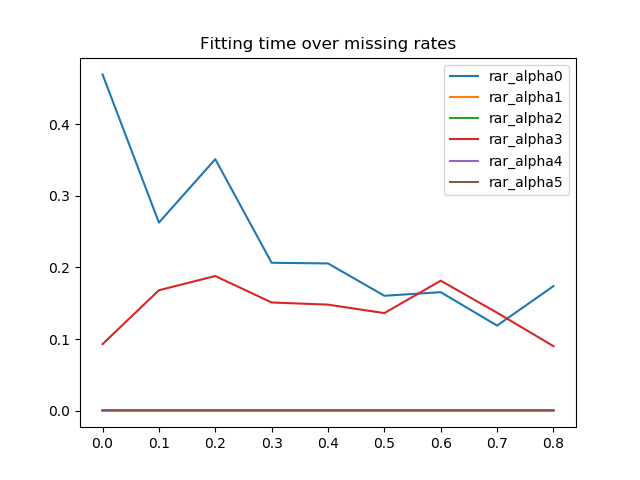 Fitting time over missing rates
rar_alpha0
rar_alpha1
rar_alpha2
rar_alpha3
rar_alpha4
rar_alpha5
0.4
0.3
0.2
0.1
0.0
0.0 0.1 0.2 0.3 0.4 0.5 0.6 0.7 0.8